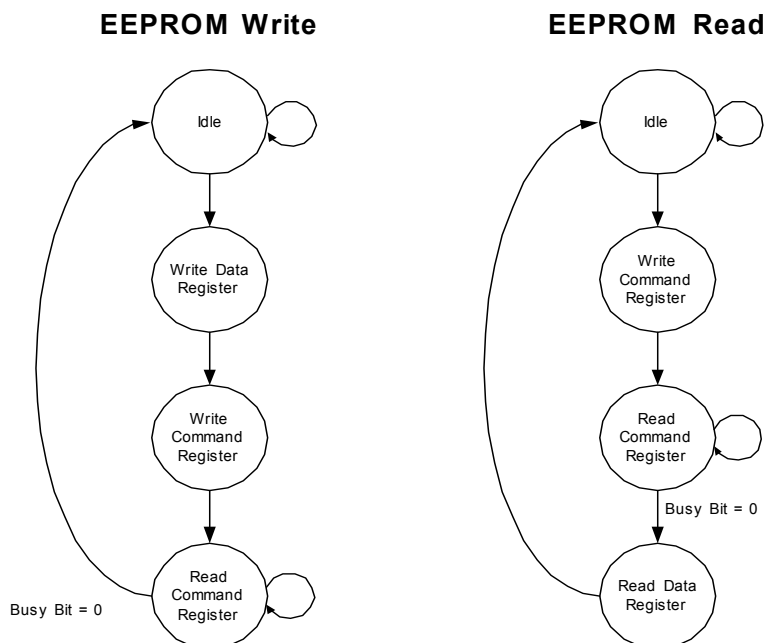 EEPROM Write
Idle
Write Data
Register
Write
Command
Register
Read
Command
Register
Busy Bit = 0
EEPROM Read
Idle
Write
Command
Register
Read
Command
Register
Busy Bit = 0
Read Data
Register